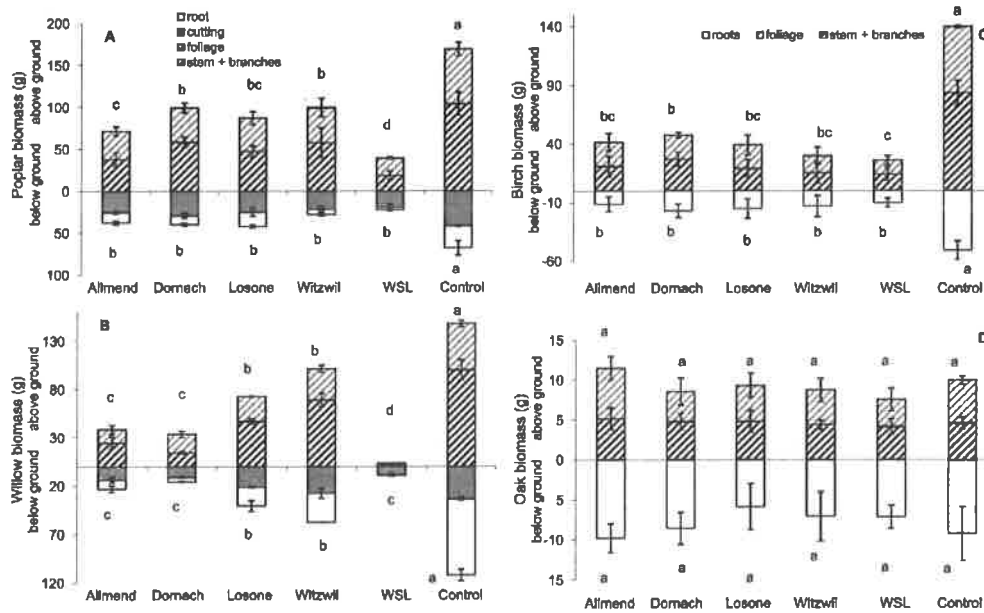 A
root
cutting
foliage
stem + branches
Poplar biomass (g)
below ground above ground
200
150
100
50
0
50
100
c b bc b d a
b b b b b a
Allmend Dornach Losone Witzwil WSL Control
C
roots foliage stem + branches
Birch biomass (g)
below ground above ground
140
90
40
-10
-60
bc b bc bc c a
b b b b b a
Allmend Dornach Losone Witzwil WSL Control
B
Willow biomass (g)
below ground above ground
130
80
30
20
70
120
c c b b d a
c c b b c a
Allmend Dornach Losone Witzwil WSL Control
D
Oak biomass (g)
below ground above ground
15
10
5
0
-5
-10
15
a a a a a a
a a a a a a
Allmend Dornach Losone Witzwil WSL Control